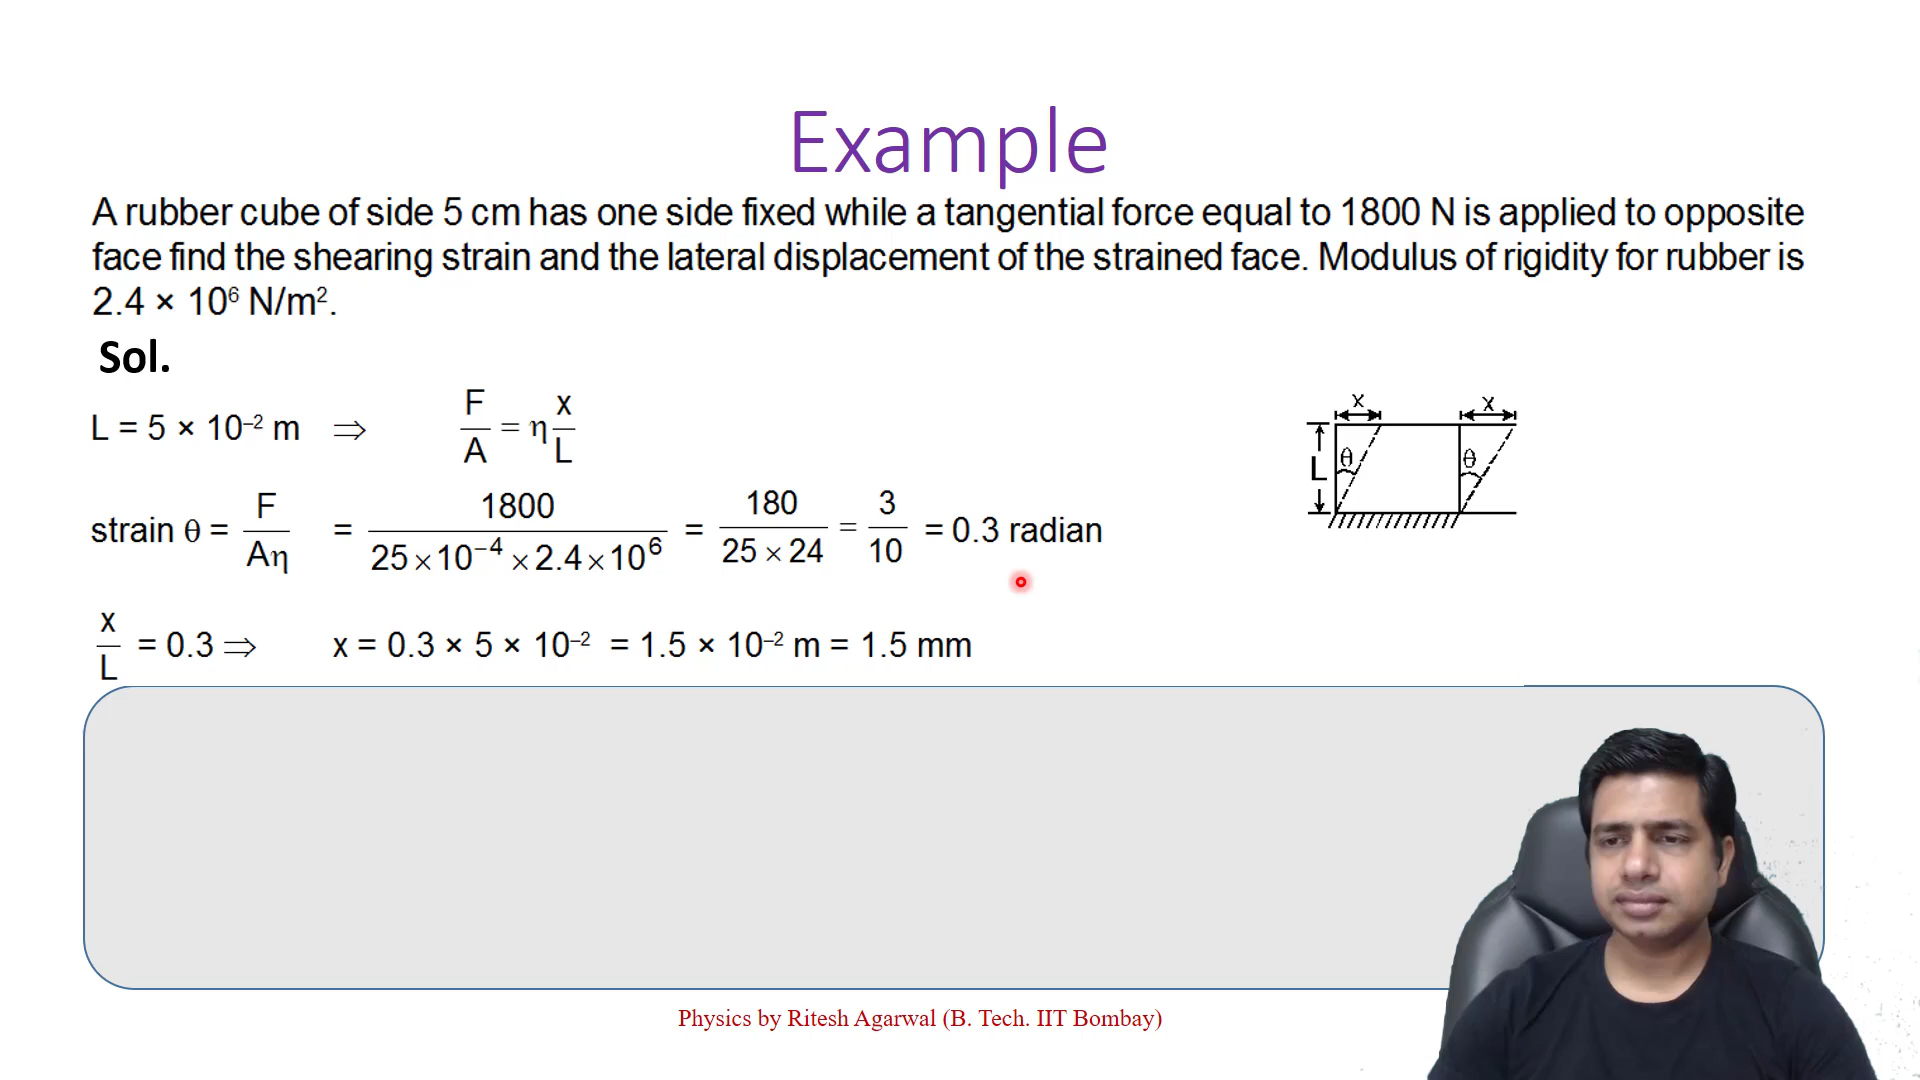 Example
A rubber cube of side 5 cm has one side fixed while a tangential force equal to 1800 N is applied to opposite
face find the shearing strain and the lateral displacement of the strained face. Modulus of rigidity for rubber is
2.4 × 10⁶ N/m².
Sol.
L = 5 × 10⁻² m ⇒ F/A = η x/L
strain θ = F/Aη = 1800/(25×10⁻⁴×2.4×10⁶) = 180/(25×24) = 3/10 = 0.3 radian
x/L = 0.3 ⇒ x = 0.3 × 5 × 10⁻² = 1.5 × 10⁻² m = 1.5 mm
x x
L θ θ
Physics by Ritesh Agarwal (B. Tech. IIT Bombay)